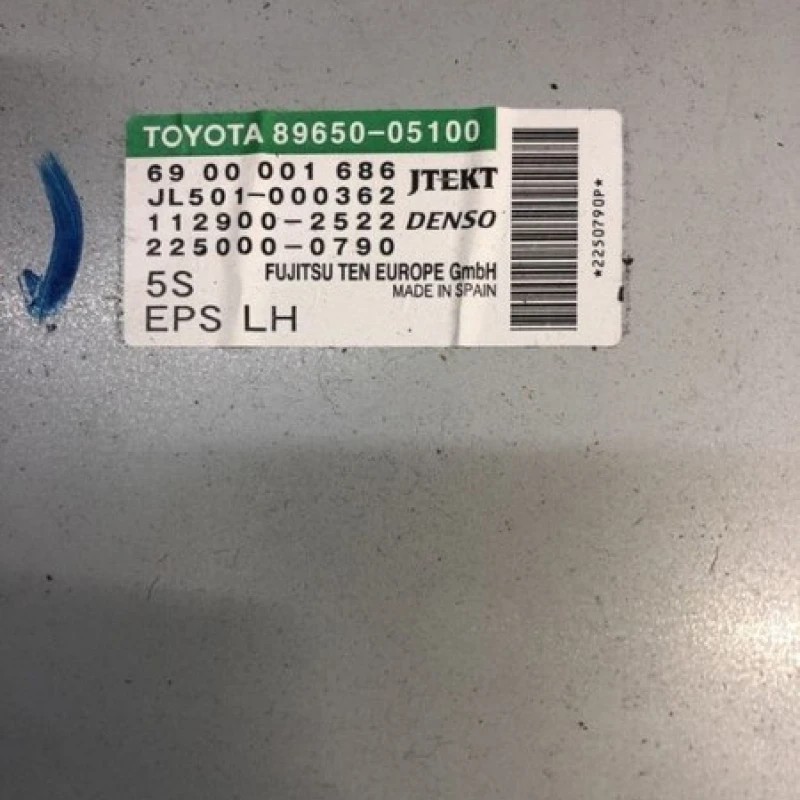 TOYOTA 89650-05100
69 00 001 686 JTEKT
JL501-000362
112900-2522 DENSO
225000-0790
5S FUJITSU TEN EUROPE GmbH
MADE IN SPAIN
EPS LH
*2250790P*